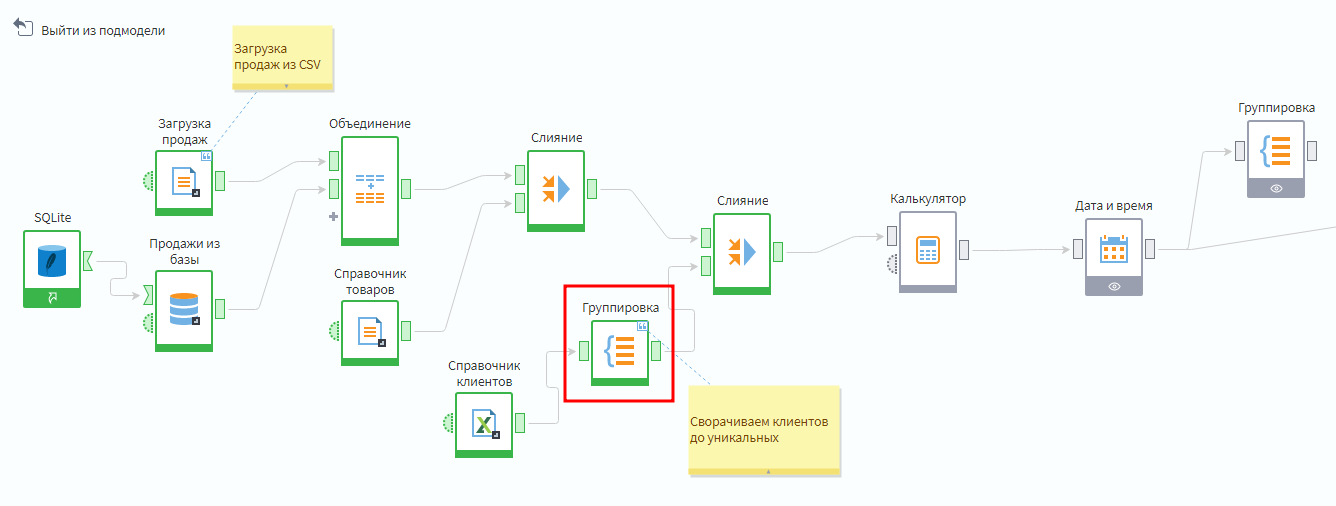 Выйти из подмодели
Загрузка
продаж из CSV
Загрузка
продаж
Объединение
Слияние
Группировка
SQLite
Продажи из
базы
Справочник
товаров
Слияние
Калькулятор
Дата и время
Группировка
Справочник
клиентов
Сворачиваем клиентов
до уникальных